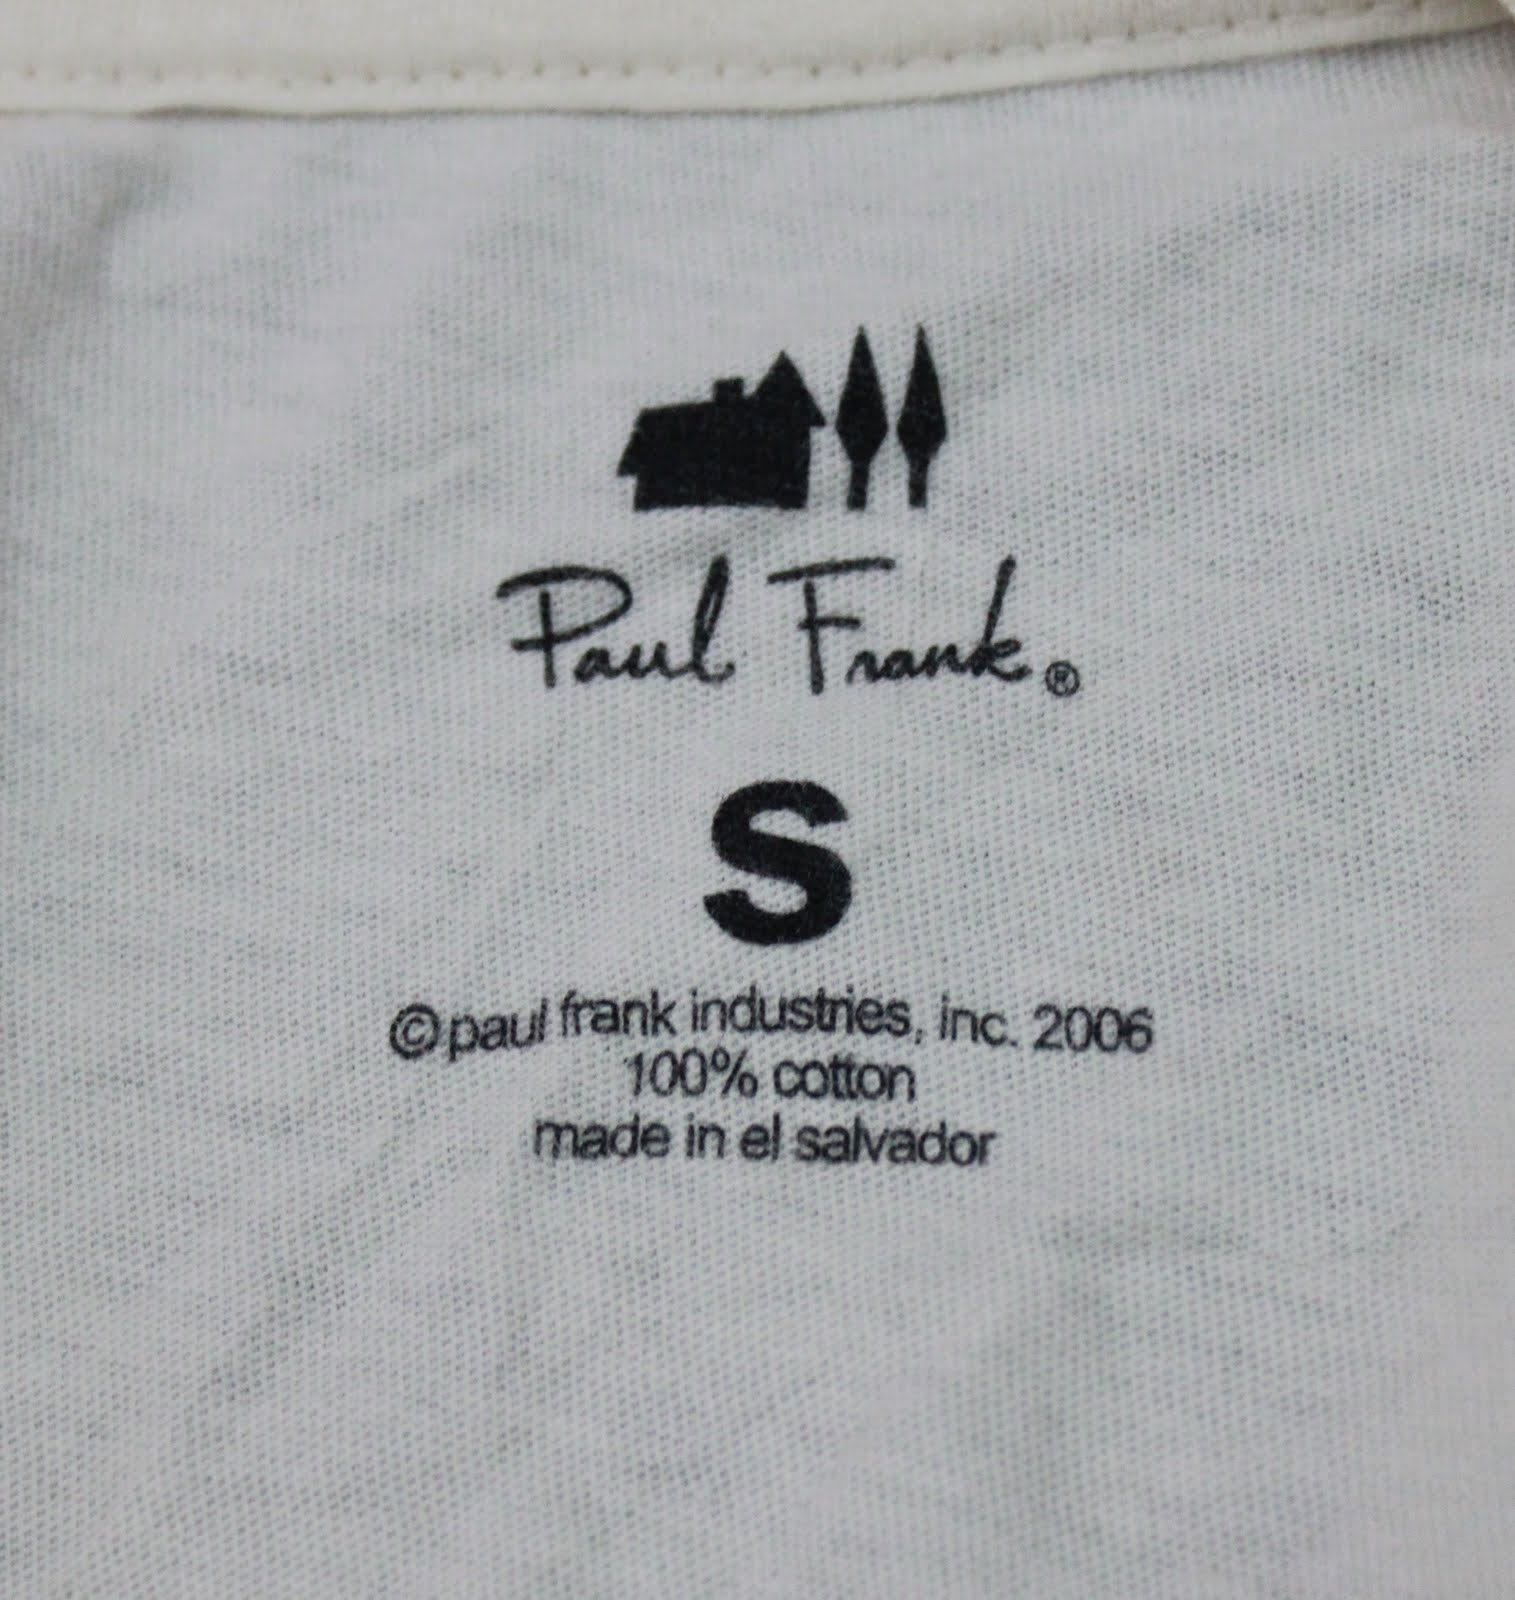 Paul Frank®
S
©paul frank industries, inc. 2006
100% cotton
made in el salvador